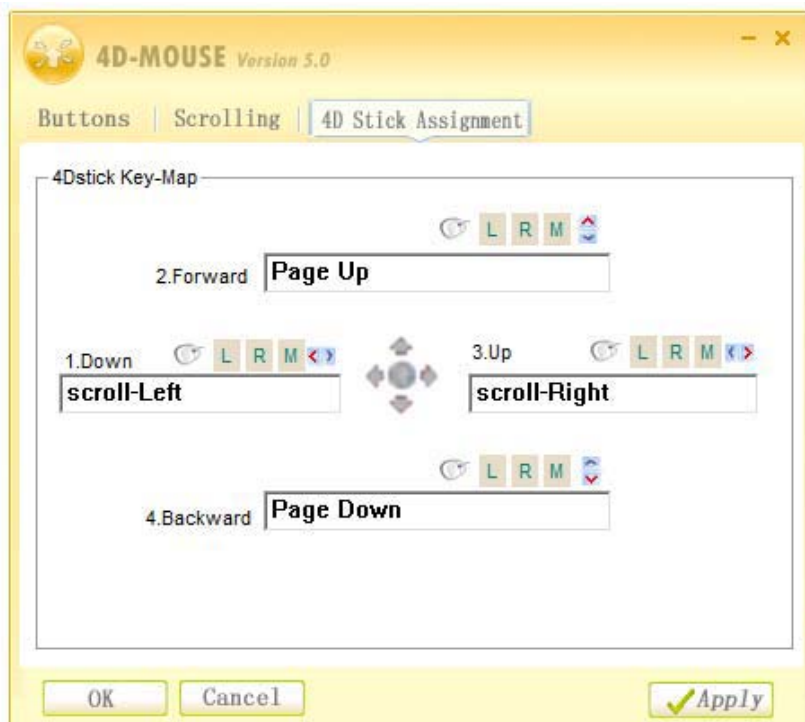 4D-MOUSE Version 5.0
Buttons Scrolling 4D Stick Assignment
4Dstick Key-Map
L R M
2.Forward Page Up
1.Down L R M
scroll-Left
3.Up L R M
scroll-Right
L R M
4.Backward Page Down
OK Cancel Apply